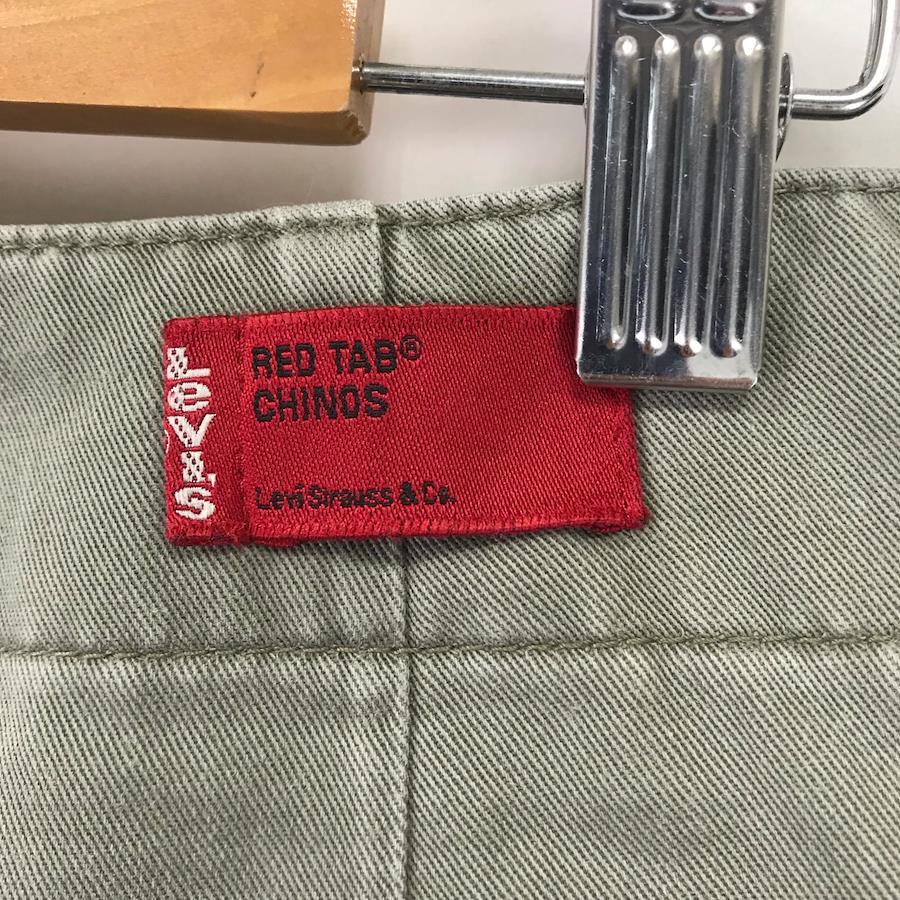 LeVI'S
RED TAB®
CHINOS
Levi Strauss & Co.